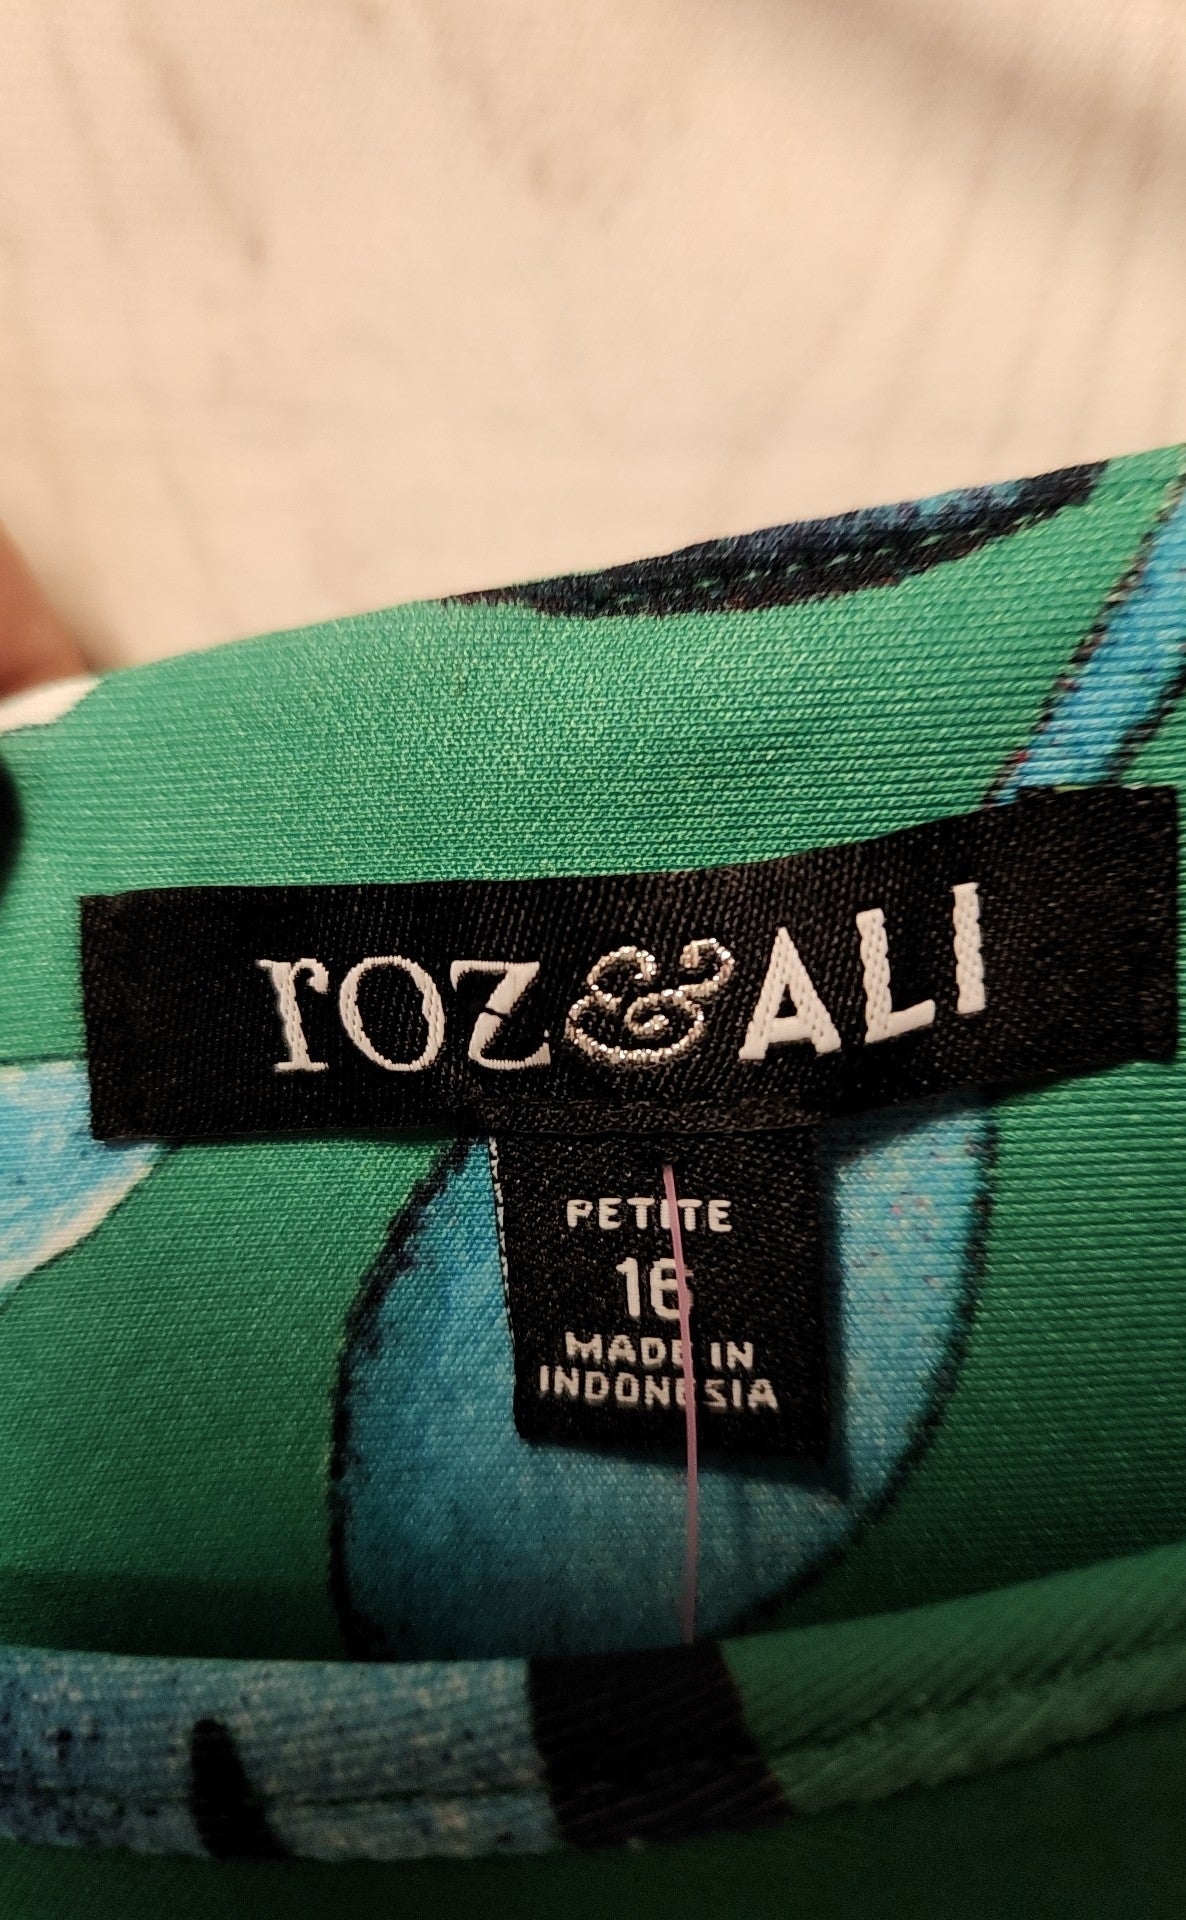 roz&ALI
PETITE
16
MADE IN
INDONESIA